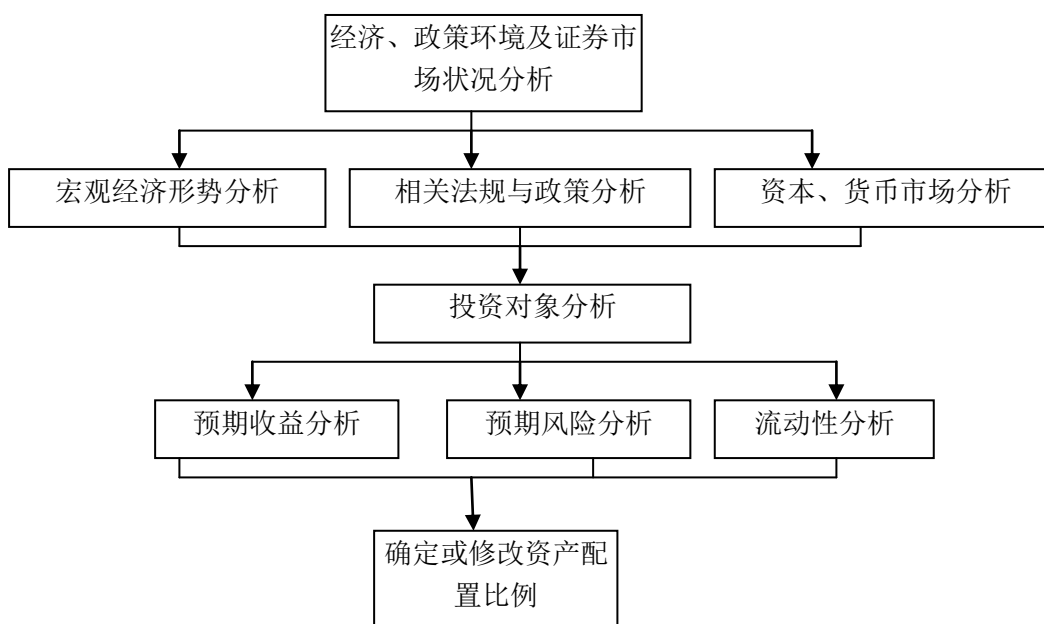 经济、政策环境及证券市
场状况分析
宏观经济形势分析
相关法规与政策分析
资本、货币市场分析
投资对象分析
预期收益分析
预期风险分析
流动性分析
确定或修改资产配
置比例